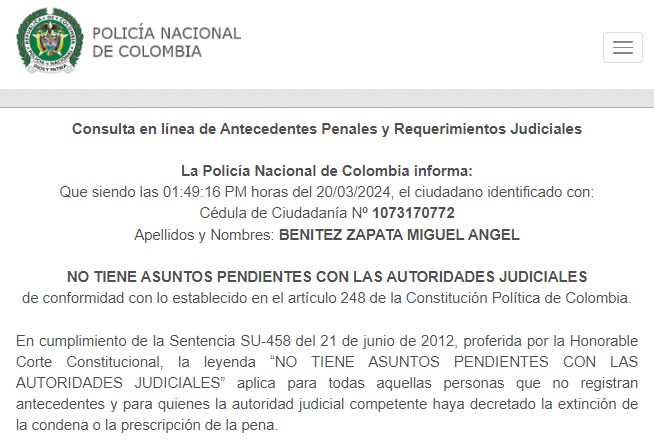 POLICÍA NACIONAL
DE COLOMBIA
Consulta en línea de Antecedentes Penales y Requerimientos Judiciales
La Policía Nacional de Colombia informa:
Que siendo las 01:49:16 PM horas del 20/03/2024, el ciudadano identificado con:
Cédula de Ciudadanía Nº 1073170772
Apellidos y Nombres: BENITEZ ZAPATA MIGUEL ANGEL
NO TIENE ASUNTOS PENDIENTES CON LAS AUTORIDADES JUDICIALES
de conformidad con lo establecido en el artículo 248 de la Constitución Política de Colombia.
En cumplimiento de la Sentencia SU-458 del 21 de junio de 2012, proferida por la Honorable
Corte Constitucional, la leyenda “NO TIENE ASUNTOS PENDIENTES CON LAS
AUTORIDADES JUDICIALES” aplica para todas aquellas personas que no registran
antecedentes y para quienes la autoridad judicial competente haya decretado la extinción de
la condena o la prescripción de la pena.